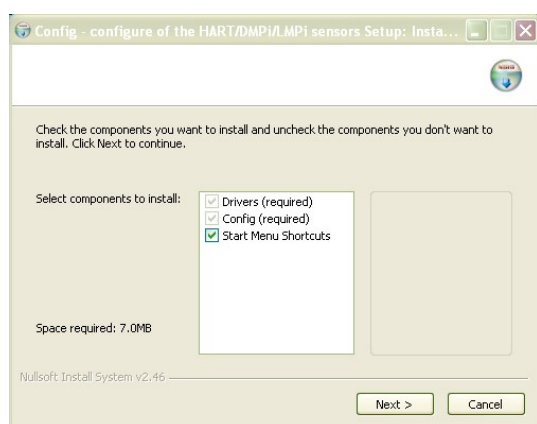 Config - configure of the HART/DMPi/LMPi sensors Setup: Insta...
Check the components you want to install and uncheck the components you don't want to
install. Click Next to continue.
Select components to install:
Drivers (required)
Config (required)
Start Menu Shortcuts
Space required: 7.0MB
Nullsoft Install System v2.46
Next >
Cancel